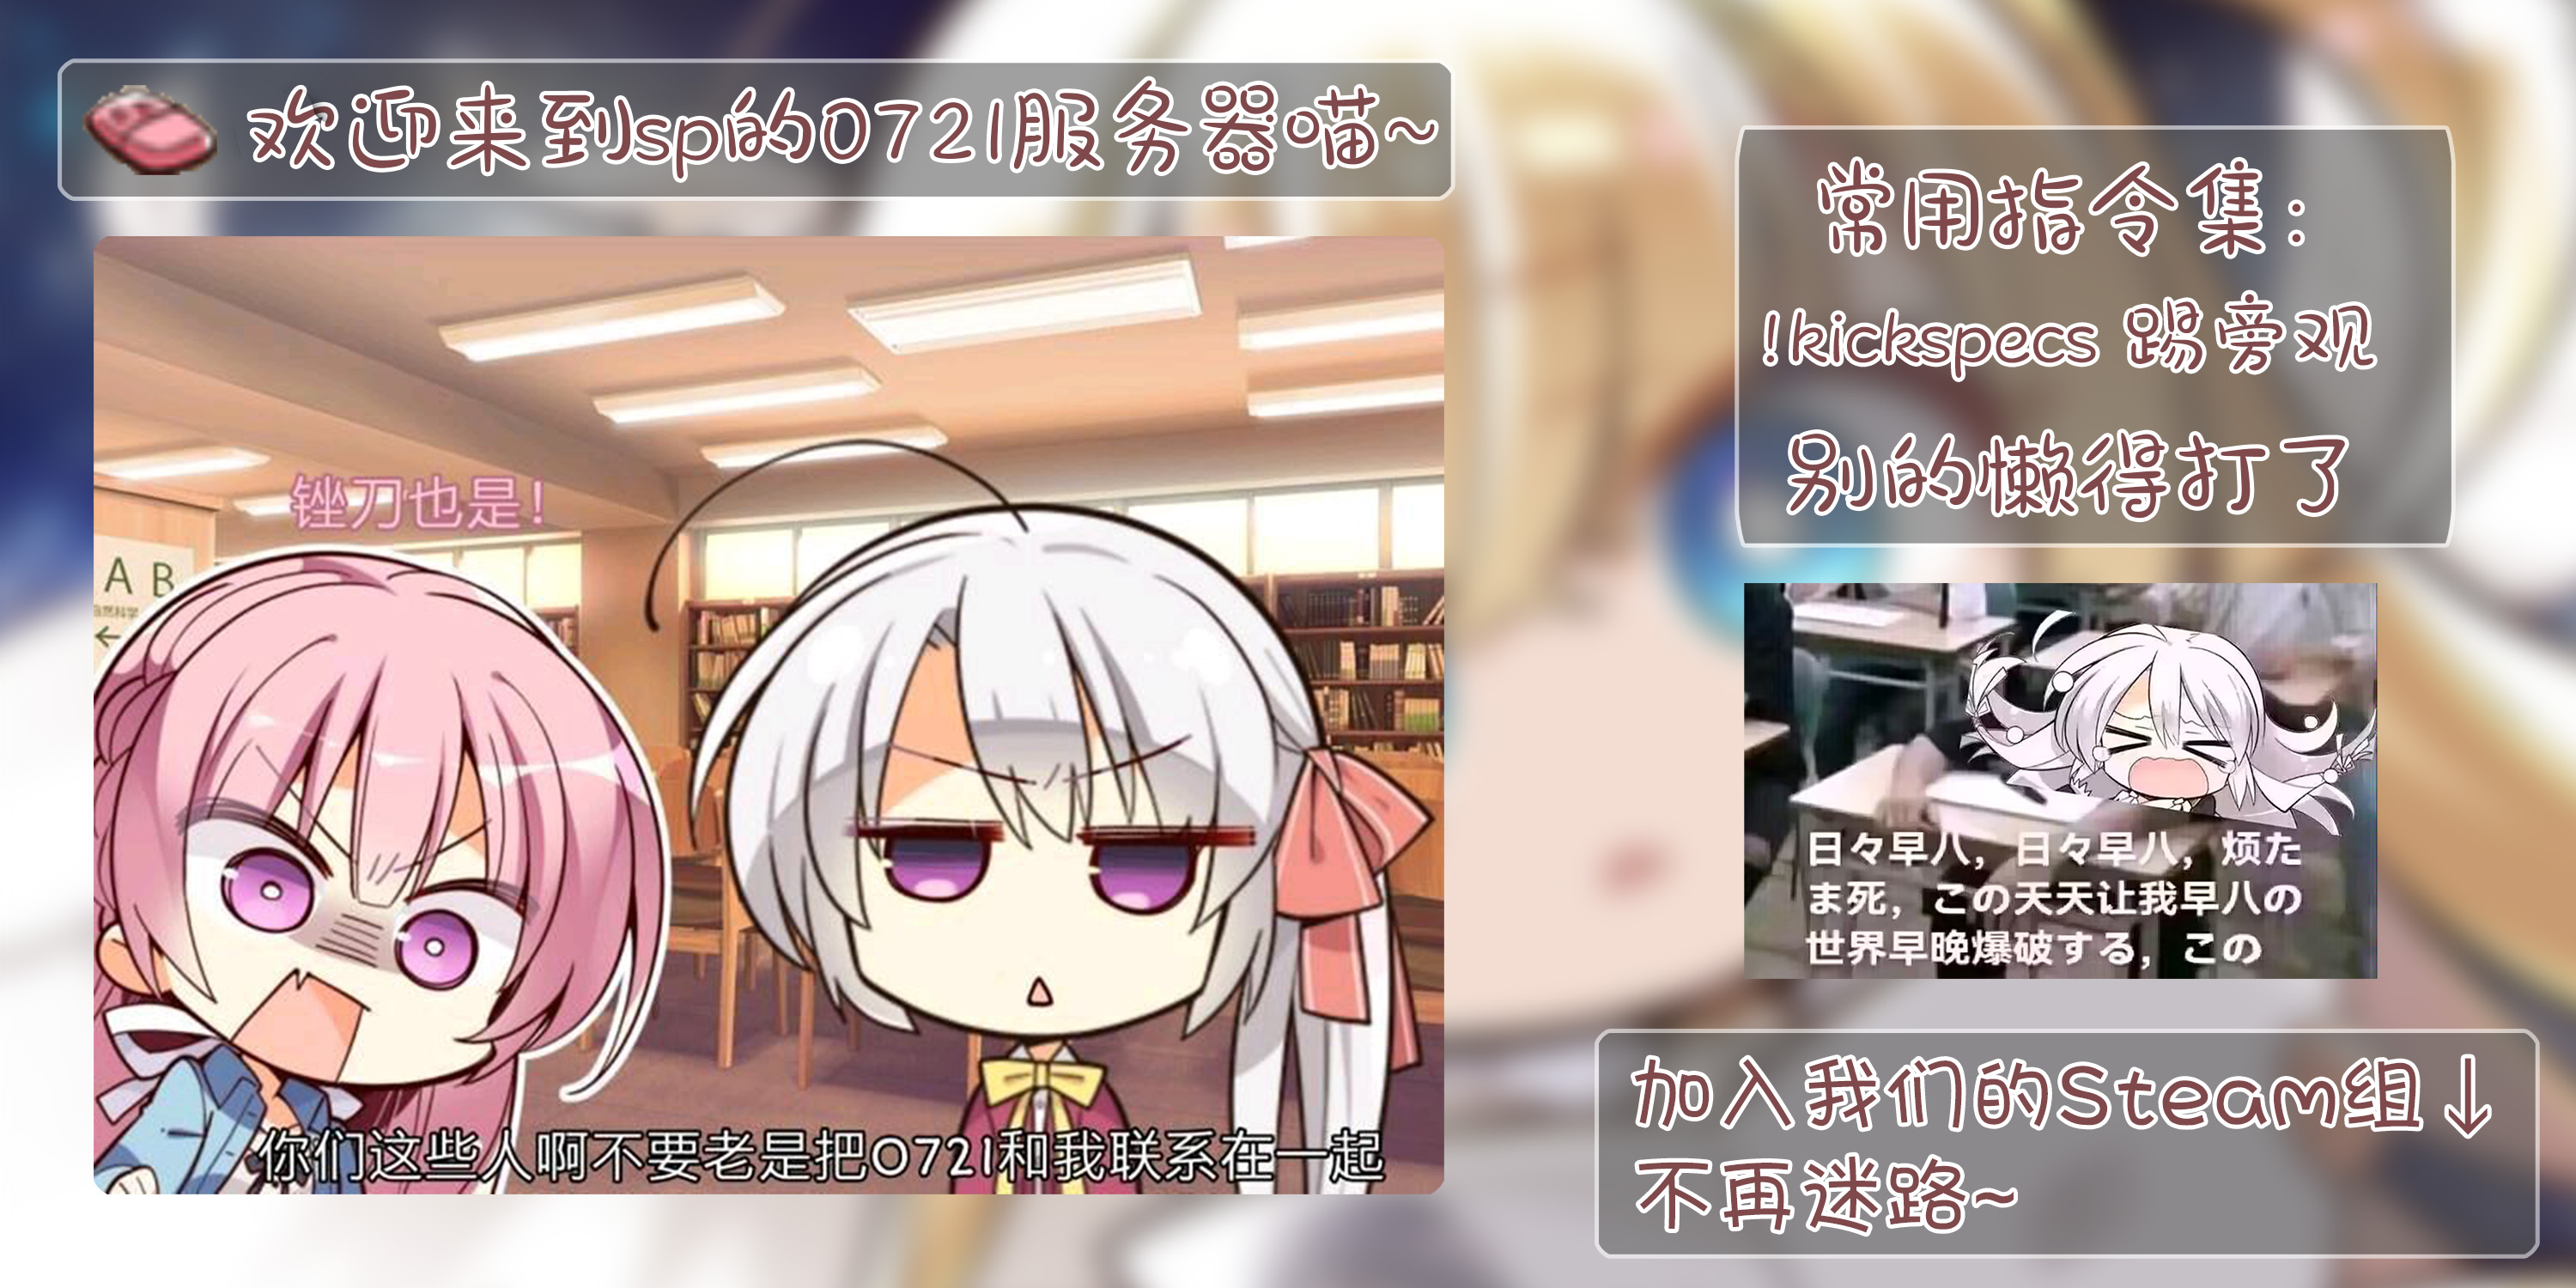 欢迎来到sp的0721服务器喵~
锉刀也是!
A B
自然科学
←
你们这些人啊不要老是把0721和我联系在一起
常用指令集:
!kickspecs 踢旁观
别的懒得打了
日々早八，日々早八，烦た
ま死，この天天让我早八の
世界早晚爆破する，この
加入我们的Steam组↓
不再迷路~